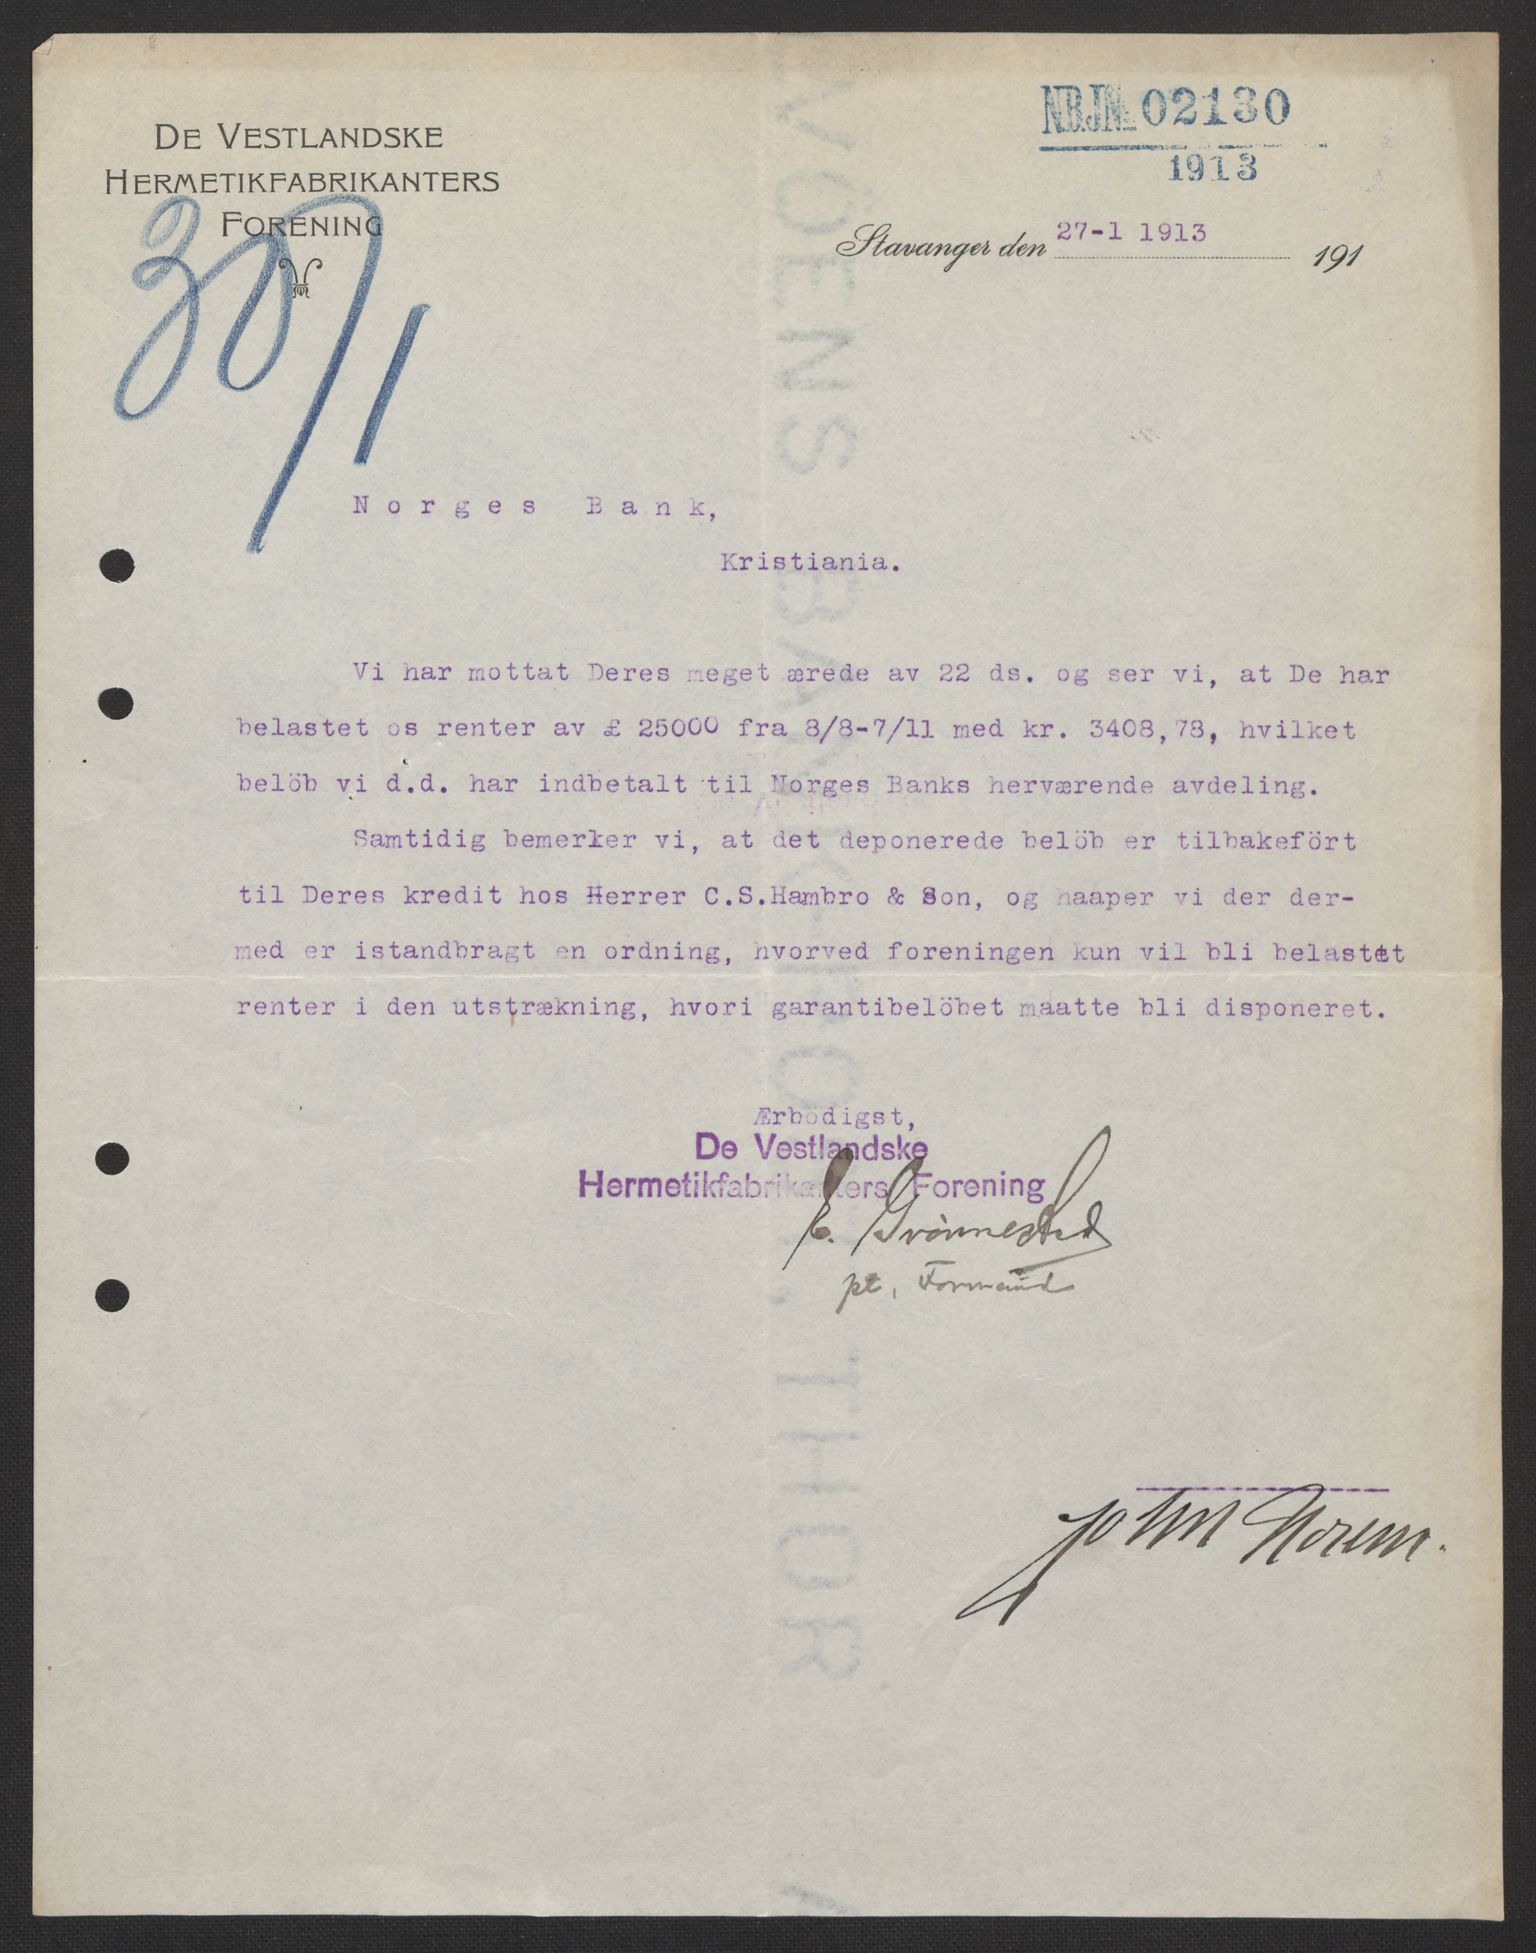 DE VESTLANDSKE
HERMETIKFABRIKANTERS
FORENING
N.B.J.No 02130
1913
Stavanger den 27-1 1913 191
30/1
Norges Bank,
Kristiania.
Vi har mottat Deres meget ærede av 22 ds. og ser vi, at De har
belastet os renter av £ 25000 fra 8/8-7/11 med kr. 3408,78, hvilket
belöb vi d.d. har indbetalt til Norges Banks herværende avdeling.
Samtidig bemerker vi, at det deponerede belöb er tilbakefört
til Deres kredit hos Herrer C.S.Hambro & Son, og haaper vi der der-
med er istandbragt en ordning, hvorved foreningen kun vil bli belastet
renter i den utstrækning, hvori garantibelöbet maatte bli disponeret.
Ærbödigst,
De Vestlandske
Hermetikfabrikanters Forening
C. Grönnestad
pt. Formand
John Norem.